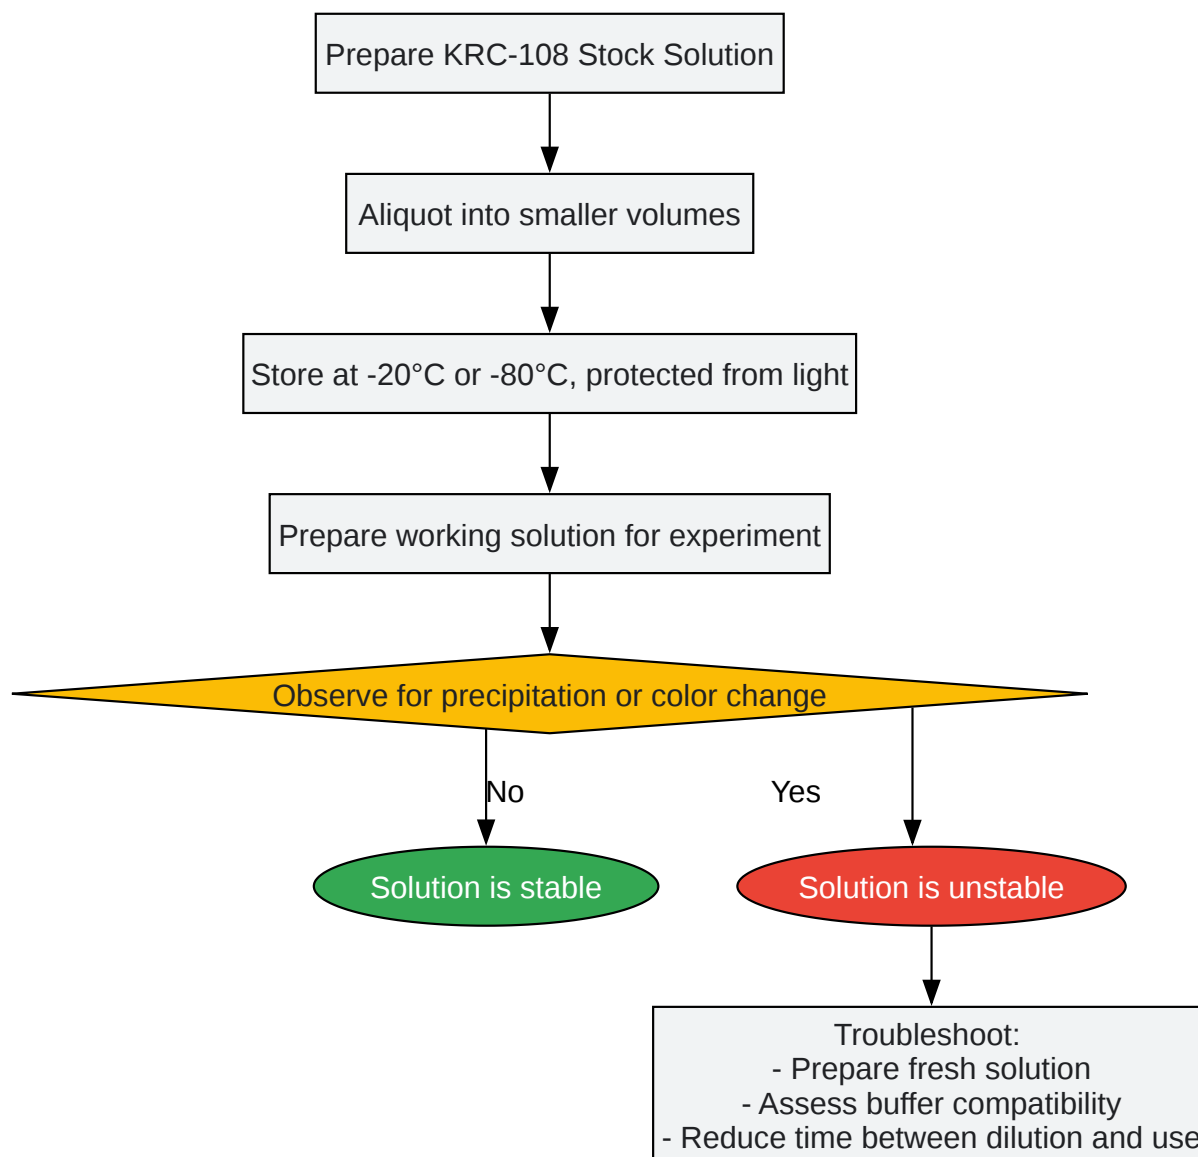 Prepare KRC-108 Stock Solution
Aliquot into smaller volumes
Store at -20°C or -80°C, protected from light
Prepare working solution for experiment
Observe for precipitation or color change
No
Yes
Solution is stable
Solution is unstable
Troubleshoot:
- Prepare fresh solution
- Assess buffer compatibility
- Reduce time between dilution and use